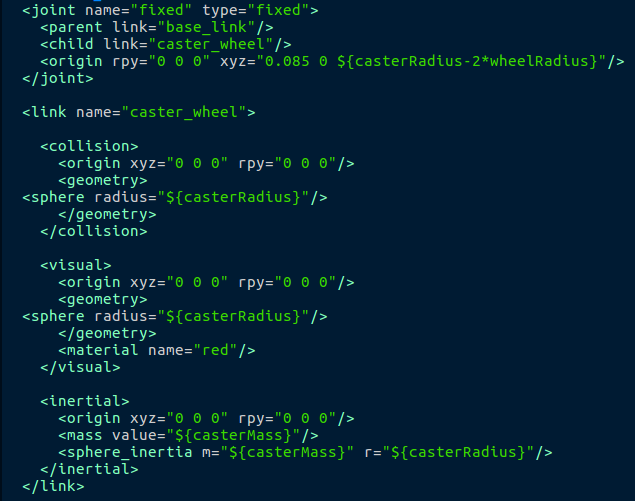 <joint name="fixed" type="fixed">
  <parent link="base_link"/>
  <child link="caster_wheel"/>
  <origin rpy="0 0 0" xyz="0.085 0 ${casterRadius-2*wheelRadius}"/>
</joint>

<link name="caster_wheel">

  <collision>
    <origin xyz="0 0 0" rpy="0 0 0"/>
    <geometry>
<sphere radius="${casterRadius}"/>
    </geometry>
  </collision>

  <visual>
    <origin xyz="0 0 0" rpy="0 0 0"/>
    <geometry>
<sphere radius="${casterRadius}"/>
    </geometry>
    <material name="red"/>
  </visual>

  <inertial>
    <origin xyz="0 0 0" rpy="0 0 0"/>
    <mass value="${casterMass}"/>
    <sphere_inertia m="${casterMass}" r="${casterRadius}"/>
  </inertial>
</link>